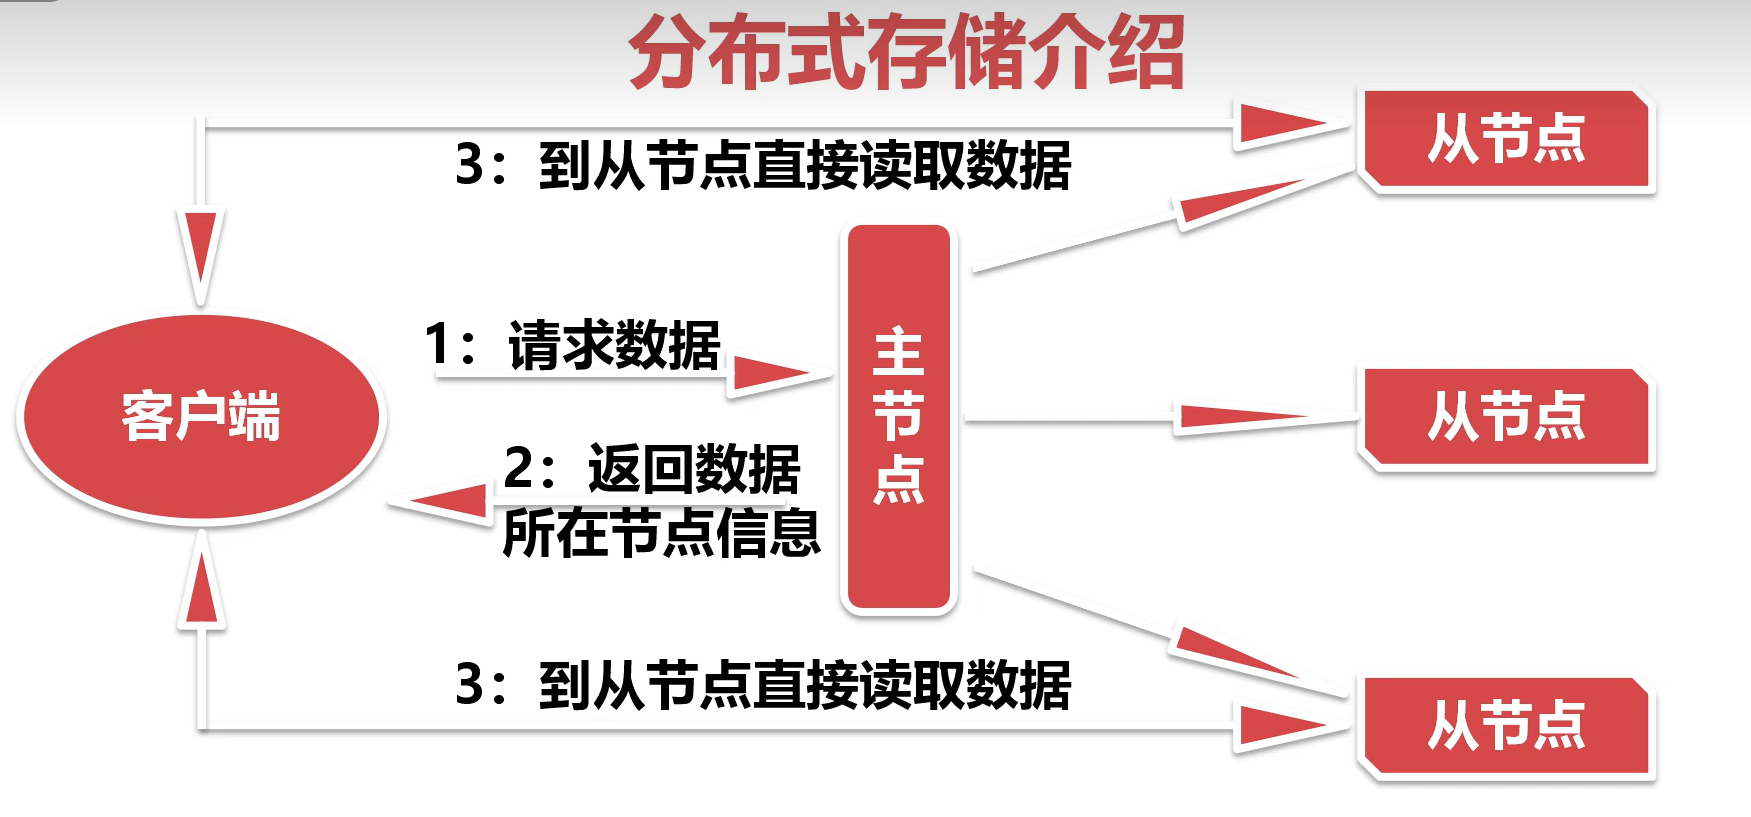 分布式存储介绍
从节点
3：到从节点直接读取数据
主节点
1：请求数据
客户端
从节点
2：返回数据
所在节点信息
3：到从节点直接读取数据
从节点